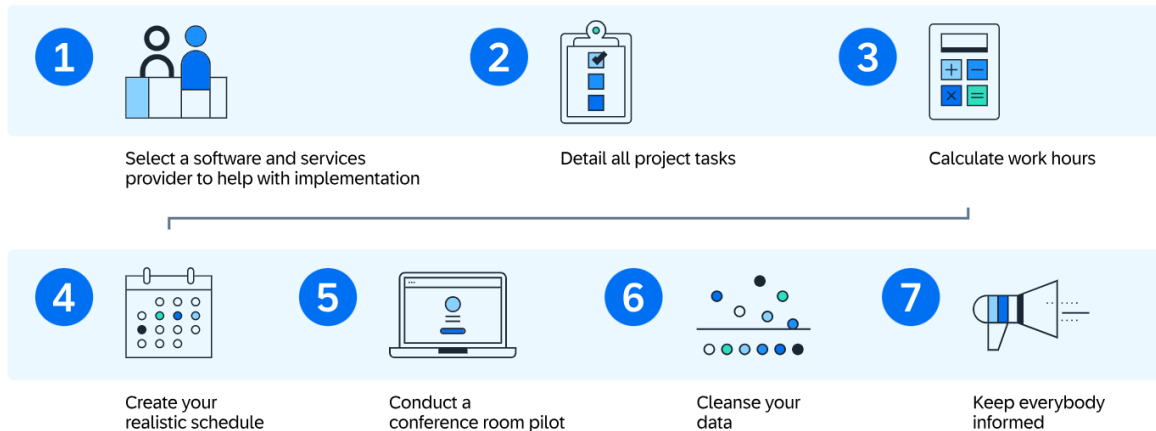 1
Select a software and services
provider to help with implementation
2
Detail all project tasks
3
Calculate work hours
4
Create your
realistic schedule
5
Conduct a
conference room pilot
6
Cleanse your
data
7
Keep everybody
informed